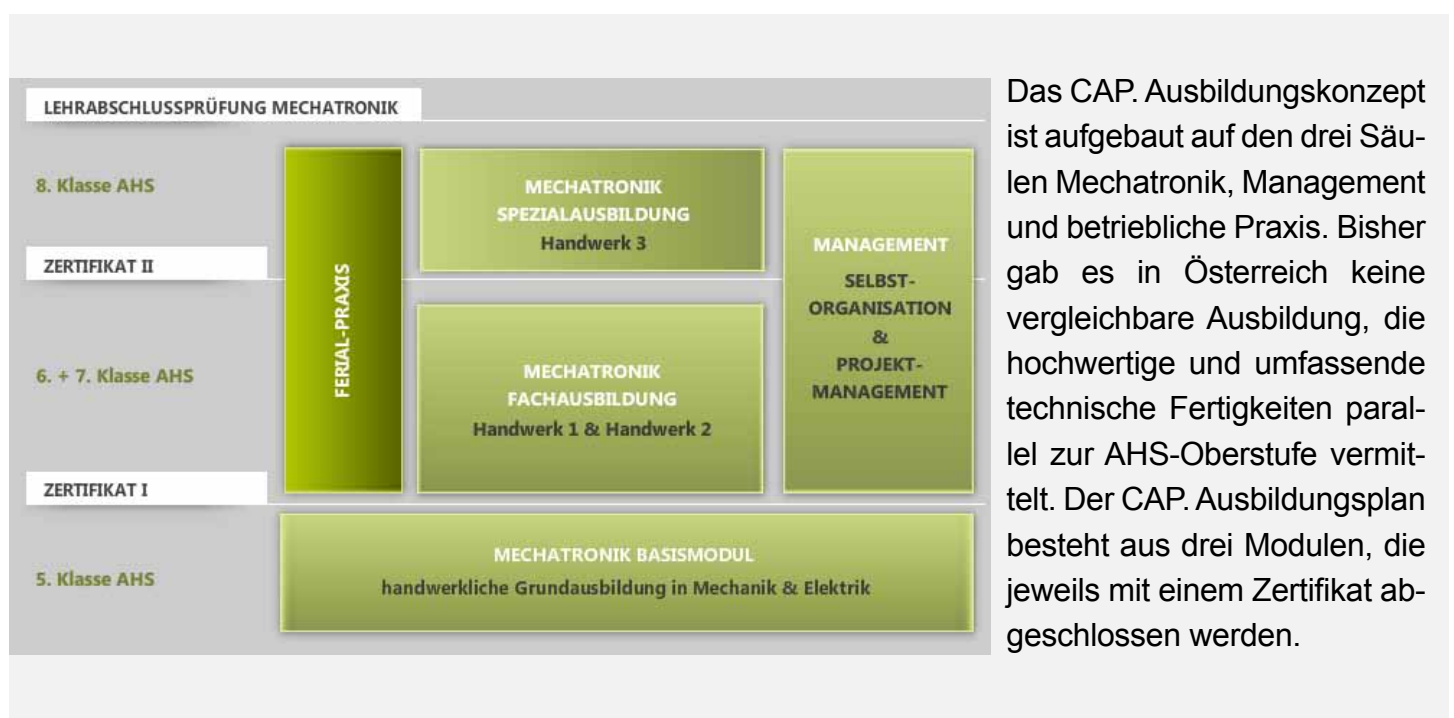 LEHRABSCHLUSSPRÜFUNG MECHATRONIK
8. Klasse AHS
ZERTIFIKAT II
6. + 7. Klasse AHS
ZERTIFIKAT I
5. Klasse AHS
FERIAL-PRAXIS
MECHATRONIK
SPEZIALAUSBILDUNG
Handwerk 3
MECHATRONIK
FACHAUSBILDUNG
Handwerk 1 & Handwerk 2
MANAGEMENT
SELBST-
ORGANISATION
&
PROJEKT-
MANAGEMENT
MECHATRONIK BASISMODUL
handwerkliche Grundausbildung in Mechanik & Elektrik
Das CAP. Ausbildungskonzept
ist aufgebaut auf den drei Säu-
len Mechatronik, Management
und betriebliche Praxis. Bisher
gab es in Österreich keine
vergleichbare Ausbildung, die
hochwertige und umfassende
technische Fertigkeiten paral-
lel zur AHS-Oberstufe vermit-
telt. Der CAP. Ausbildungsplan
besteht aus drei Modulen, die
jeweils mit einem Zertifikat ab-
geschlossen werden.